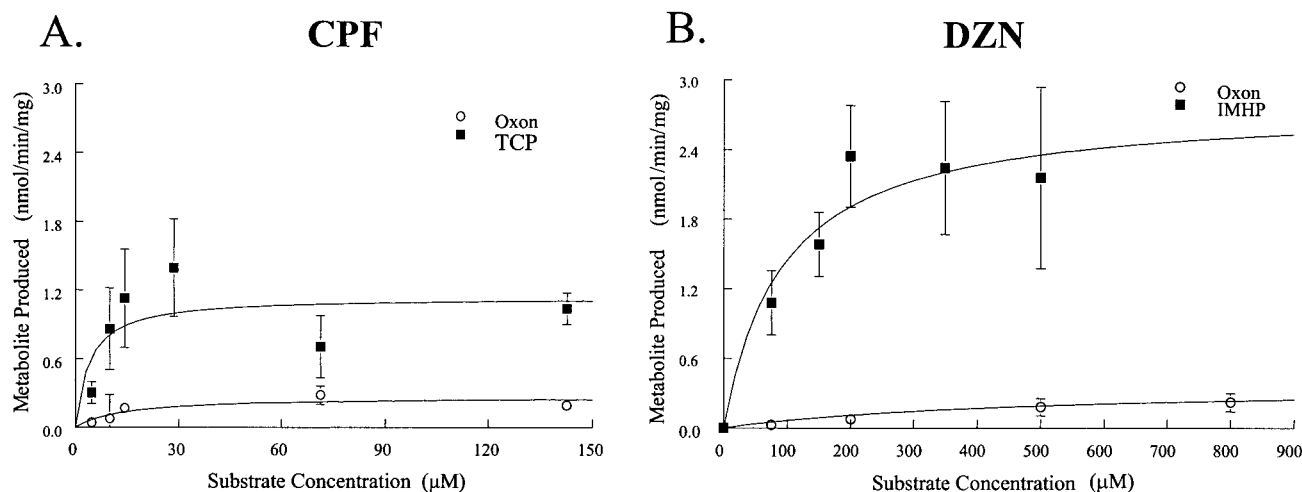 A. CPF
Metabolite Produced (nmol/min/mg)
3.0
2.4
1.8
1.2
0.6
0.0
Oxon
TCP
0 30 60 90 120 150
Substrate Concentration (μM)
B. DZN
Metabolite Produced (nmol/min/mg)
3.0
2.4
1.8
1.2
0.6
0.0
Oxon
IMHP
0 100 200 300 400 500 600 700 800 900
Substrate Concentration (μM)